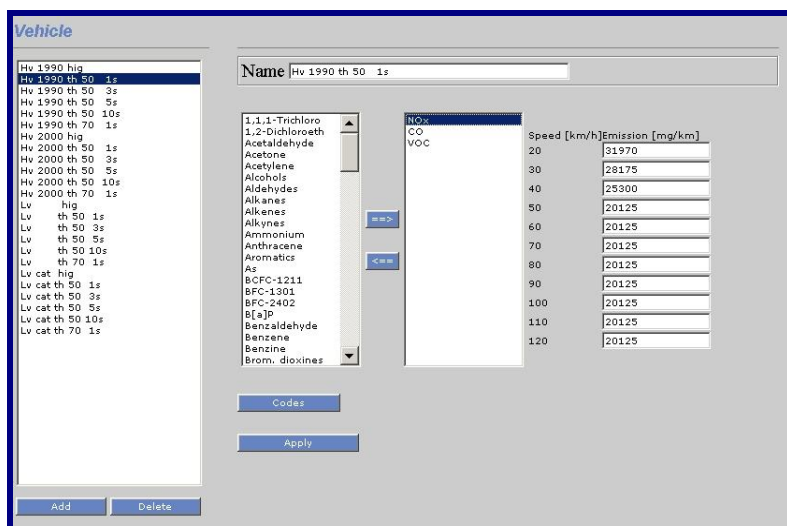 Vehicle
Hv 1990 hig
Hv 1990 th 50 1s
Hv 1990 th 50 3s
Hv 1990 th 50 5s
Hv 1990 th 50 10s
Hv 1990 th 70 1s
Hv 2000 hig
Hv 2000 th 50 1s
Hv 2000 th 50 3s
Hv 2000 th 50 5s
Hv 2000 th 50 10s
Hv 2000 th 70 1s
Lv hig
Lv th 50 1s
Lv th 50 3s
Lv th 50 5s
Lv th 50 10s
Lv th 70 1s
Lv cat hig
Lv cat th 50 1s
Lv cat th 50 3s
Lv cat th 50 5s
Lv cat th 50 10s
Lv cat th 70 1s
Add
Delete
Name Hv 1990 th 50 1s
1,1,1-Trichloro
1,2-Dichloroeth
Acetaldehyde
Acetone
Acetylene
Alcohols
Aldehydes
Alkanes
Alkenes
Alkynes
Ammonium
Anthracene
Aromatics
As
BCFC-1211
BFC-1301
BFC-2402
B[a]P
Benzaldehyde
Benzene
Benzine
Brom. dioxines
==>
<==
NOx
CO
VOC
Speed [km/h] Emission [mg/km]
20 31970
30 28175
40 25300
50 20125
60 20125
70 20125
80 20125
90 20125
100 20125
110 20125
120 20125
Codes
Apply